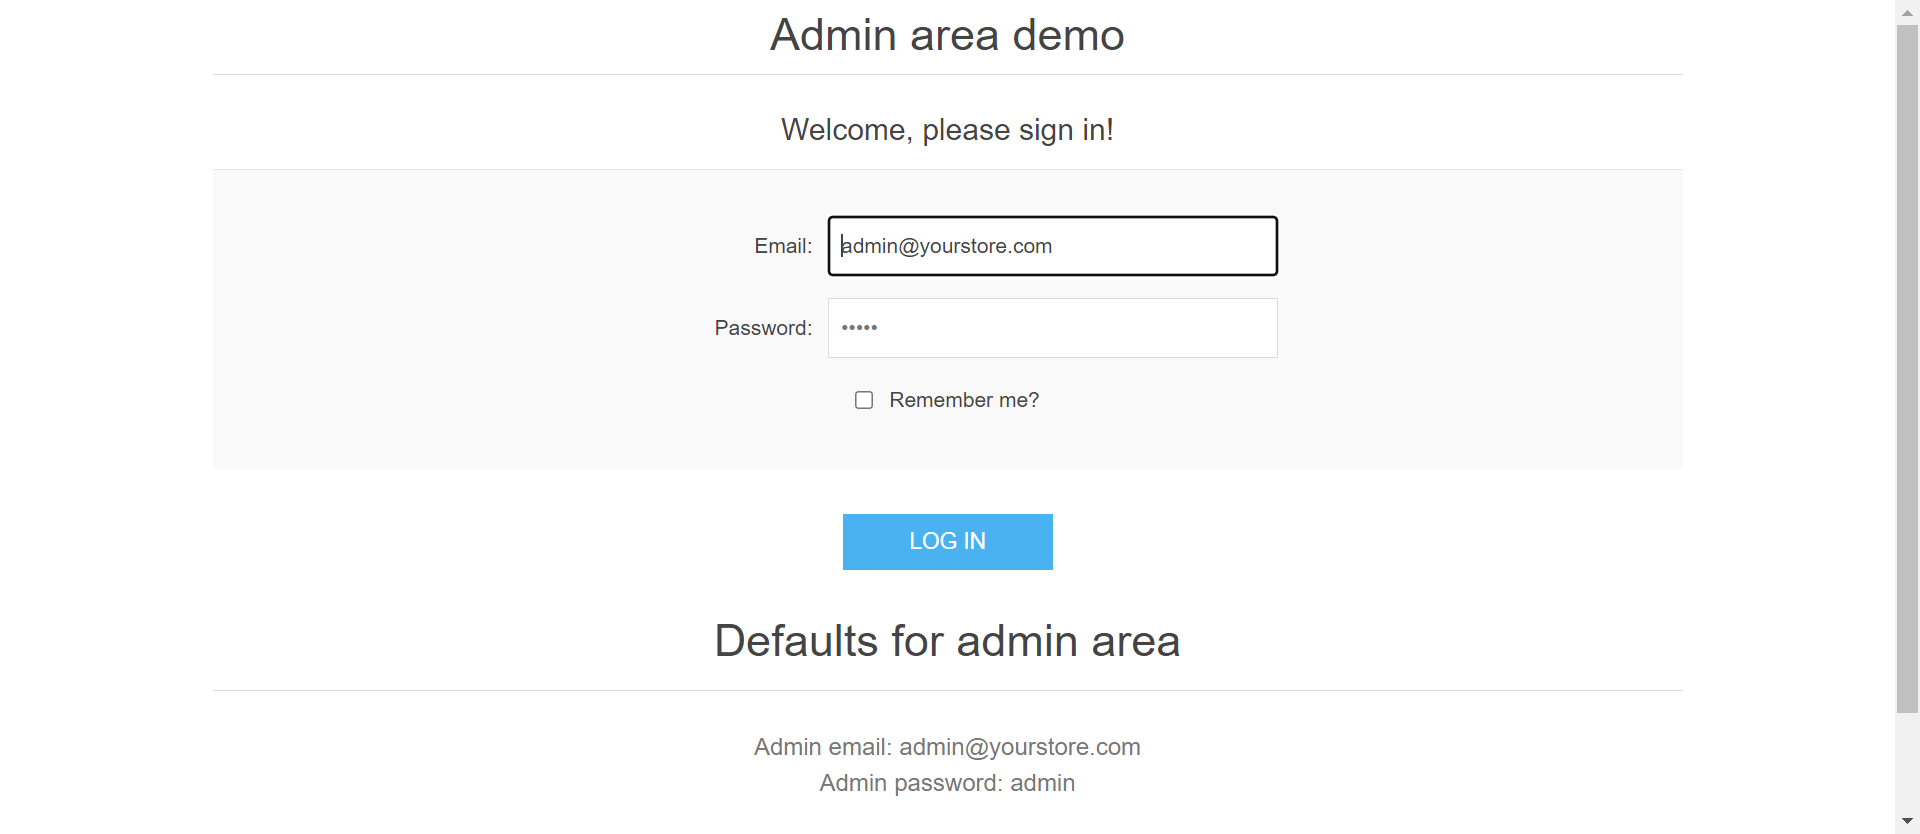 Admin area demo
Welcome, please sign in!
Email: admin@yourstore.com
Password: •••••
Remember me?
LOG IN
Defaults for admin area
Admin email: admin@yourstore.com
Admin password: admin